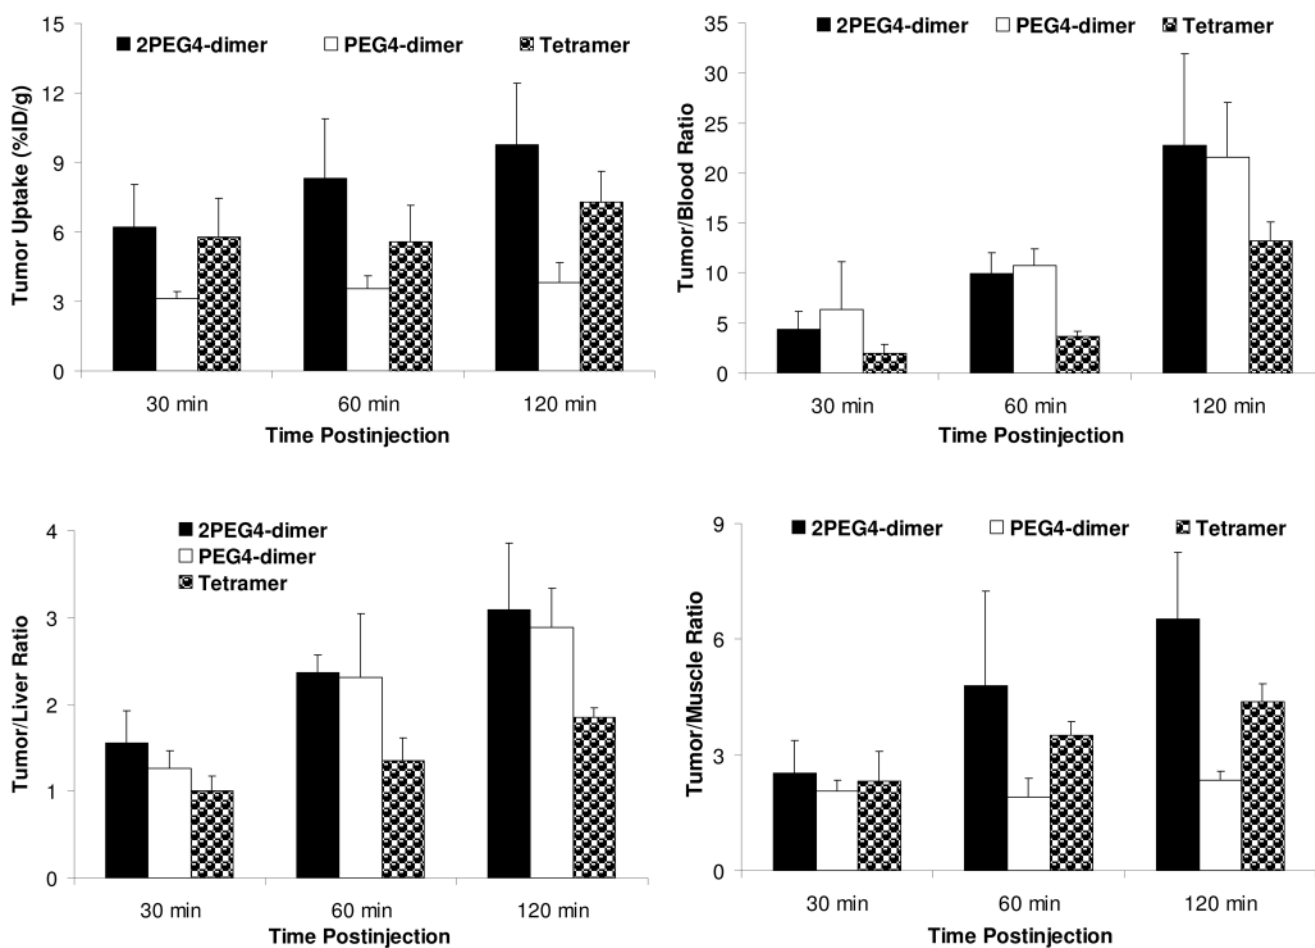 15
12
9
6
3
0
Tumor Uptake (%ID/g)
2PEG4-dimer PEG4-dimer Tetramer
30 min 60 min 120 min
Time Postinjection
35
30
25
20
15
10
5
0
Tumor/Blood Ratio
2PEG4-dimer PEG4-dimer Tetramer
30 min 60 min 120 min
Time Postinjection
4
3
2
1
0
Tumor/Liver Ratio
2PEG4-dimer
PEG4-dimer
Tetramer
30 min 60 min 120 min
Time Postinjection
9
6
3
0
Tumor/Muscle Ratio
2PEG4-dimer PEG4-dimer Tetramer
30 min 60 min 120 min
Time Postinjection